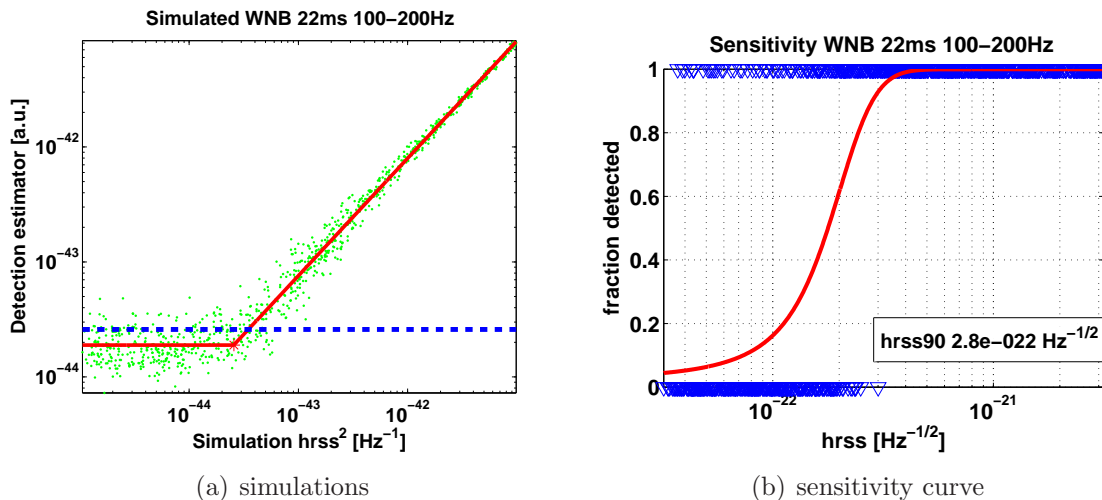 Simulated WNB 22ms 100−200Hz
Detection estimator [a.u.]
10−42
10−43
10−44
10−44 10−43 10−42
Simulation hrss2 [Hz−1]
(a) simulations
Sensitivity WNB 22ms 100−200Hz
fraction detected
1
0.8
0.6
0.4
0.2
0
hrss90 2.8e−022 Hz−1/2
10−22 10−21
hrss [Hz−1/2]
(b) sensitivity curve